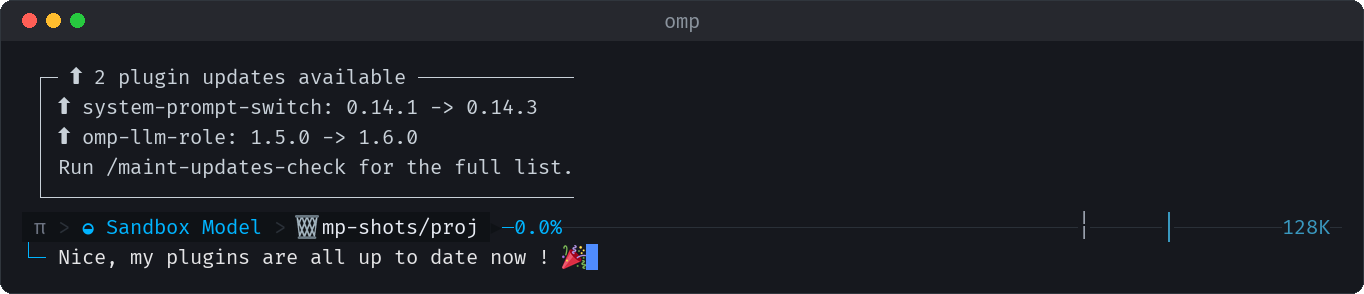 omp
⬆ 2 plugin updates available
⬆ system-prompt-switch: 0.14.1 -> 0.14.3
⬆ omp-llm-role: 1.5.0 -> 1.6.0
Run /maint-updates-check for the full list.
π > ◒ Sandbox Model > 🗑mp-shots/proj 0.0% 128K
Nice, my plugins are all up to date now ! 🎉